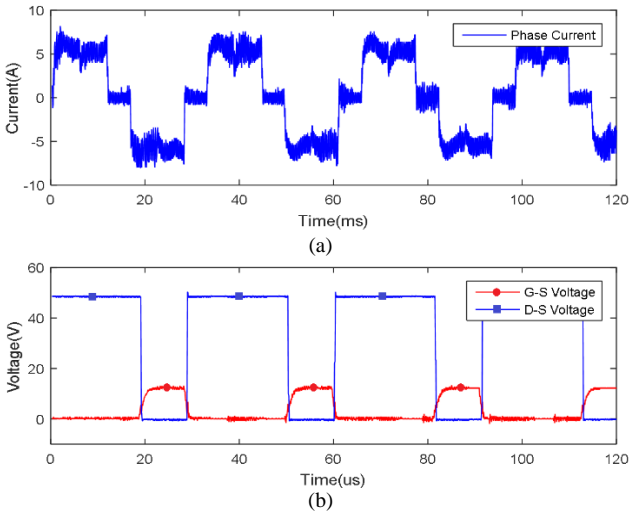 10
5
0
-5
-10
Current(A)
Phase Current
0
20
40
60
80
100
120
Time(ms)
(a)
60
40
20
0
Voltage(V)
G-S Voltage
D-S Voltage
0
20
40
60
80
100
120
Time(us)
(b)